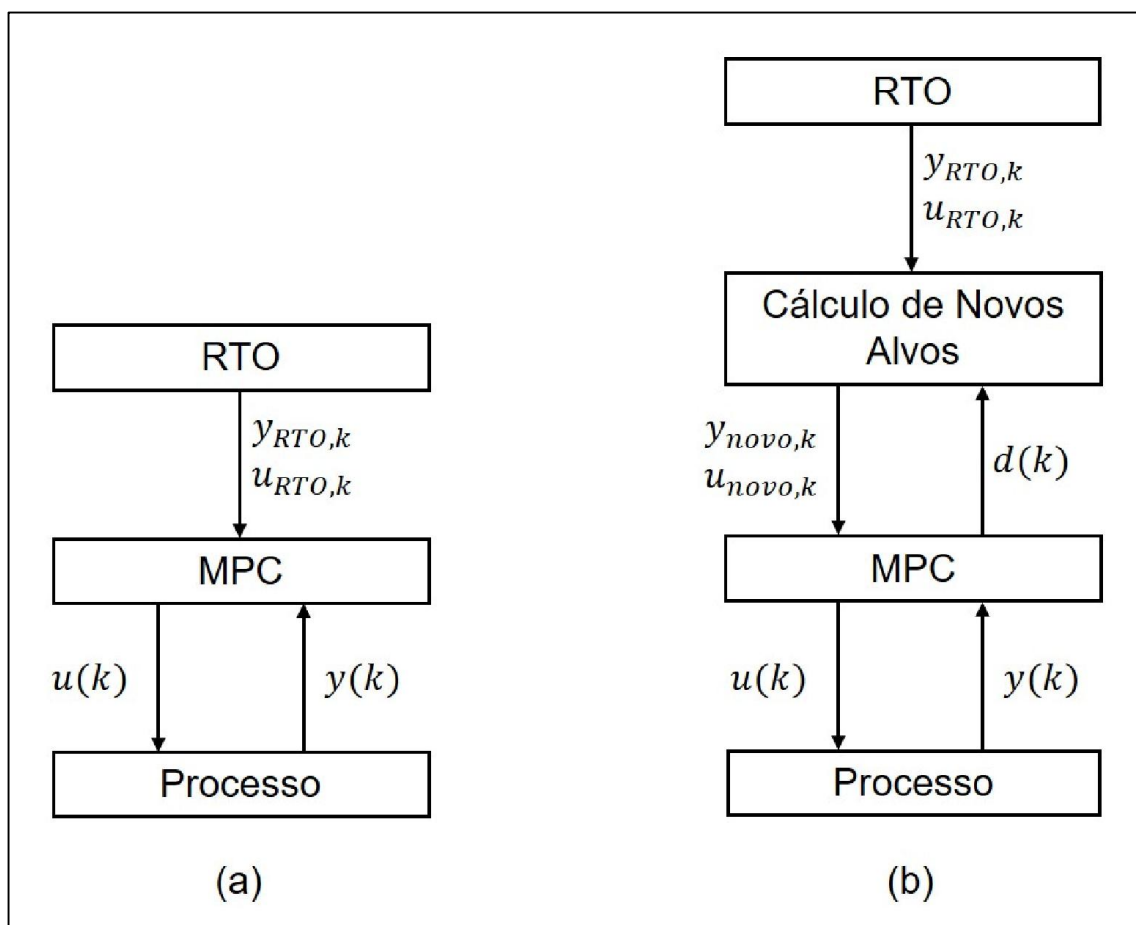 RTO
y_{RTO,k}
u_{RTO,k}
MPC
u(k)
y(k)
Processo
(a)
RTO
y_{RTO,k}
u_{RTO,k}
Cálculo de Novos
Alvos
y_{novo,k}
u_{novo,k}
d(k)
MPC
u(k)
y(k)
Processo
(b)